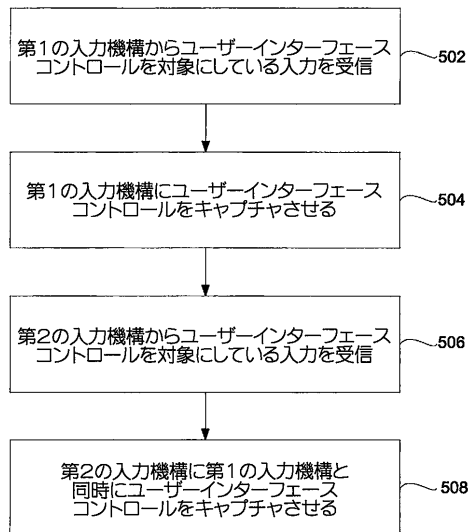 第1の入力機構からユーザーインターフェース
コントロールを対象にしている入力を受信
502
第1の入力機構にユーザーインターフェース
コントロールをキャプチャさせる
504
第2の入力機構からユーザーインターフェース
コントロールを対象にしている入力を受信
506
第2の入力機構に第1の入力機構と
同時にユーザーインターフェース
コントロールをキャプチャさせる
508